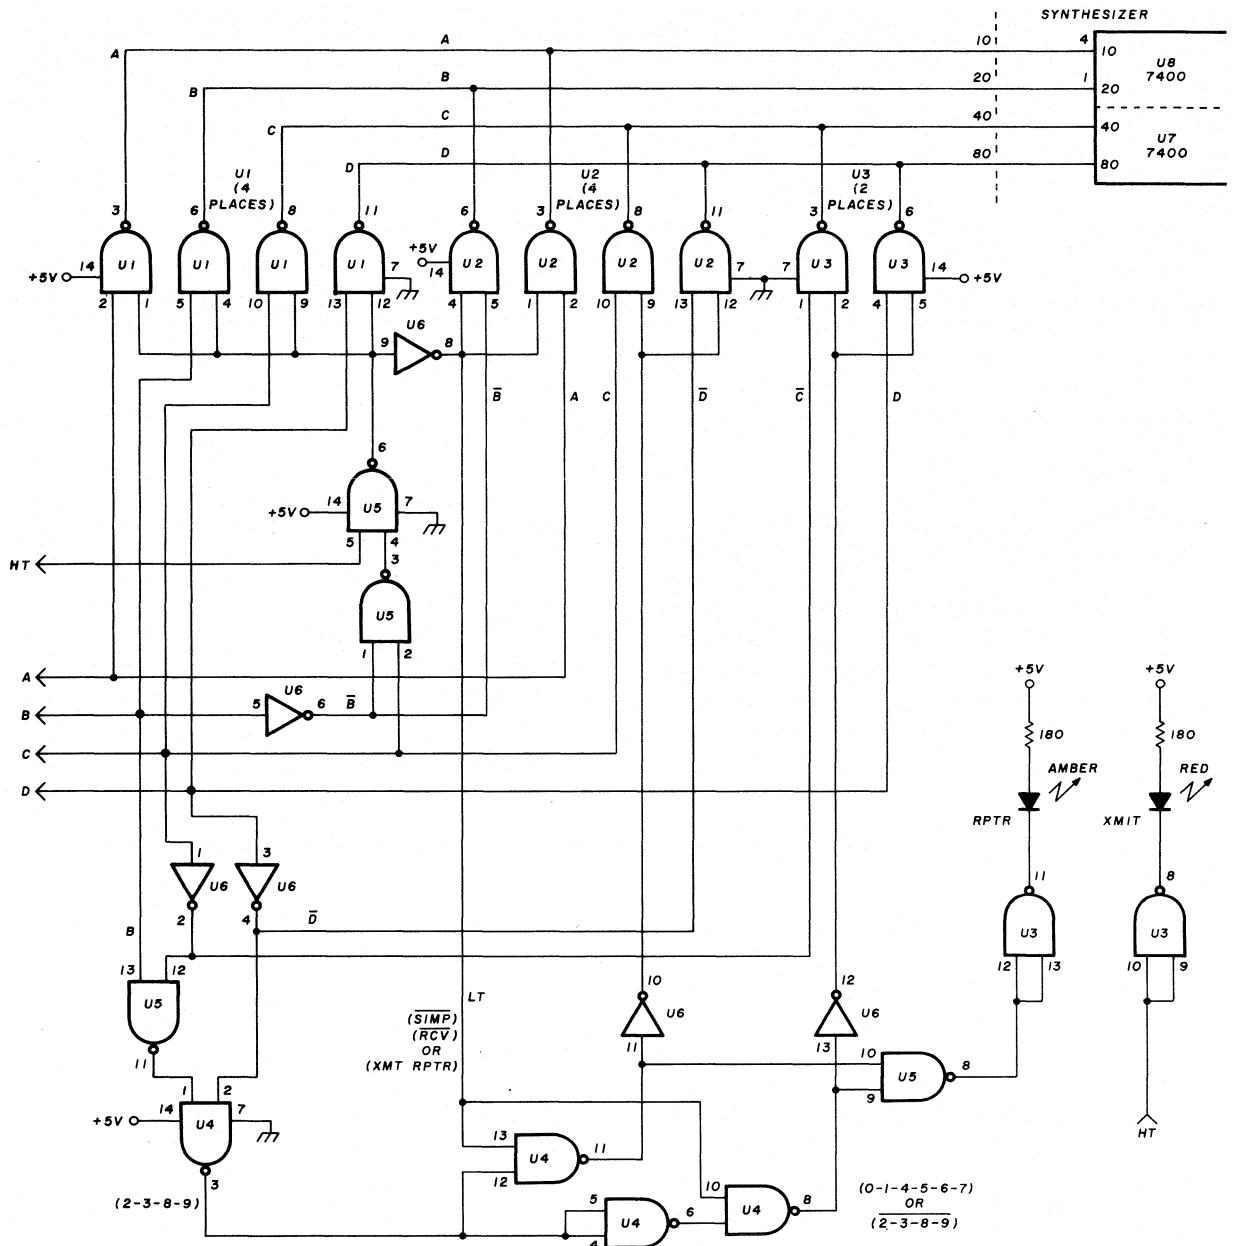 SYNTHESIZER
A
A
10
4
10
U8
7400
B
B
20
1
20
C
C
40
40
U7
7400
D
D
80
80
U1
(4
PLACES)
U2
(4
PLACES)
U3
(2
PLACES)
3
6
8
11
6
3
8
11
3
6
+5V
14
U1
U1
U1
U1
7
+5V
14
U2
U2
U2
U2
7
7
U3
U3
14
+5V
2
1
5
4
10
9
13
12
4
5
1
2
10
9
13
12
1
2
4
5
U6
9
8
B
A
C
D
C
D
6
+5V
14
U5
7
5
4
HT
3
U5
1
2
A
B
5
U6
6
B
C
D
+5V
+5V
180
180
AMBER
RED
RPTR
XMIT
1
U6
3
U6
2
4
D
B
13
12
U5
11
11
U3
12
13
8
U3
10
9
HT
LT
(SIMP)
(RCV)
OR
(XMT RPTR)
10
U6
11
12
U6
13
10
U5
9
8
1
2
+5V
14
U4
7
3
(2-3-8-9)
13
U4
12
11
5
U4
4
6
10
U4
8
(0-1-4-5-6-7)
OR
(2-3-8-9)